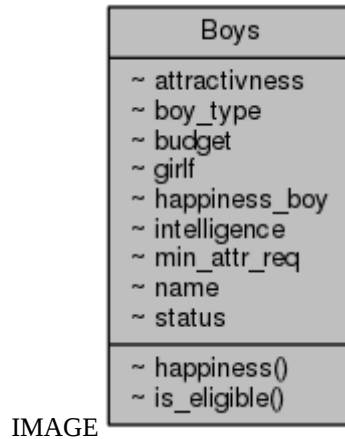 Boys
~ attractivness
~ boy_type
~ budget
~ girlf
~ happiness_boy
~ intelligence
~ min_attr_req
~ name
~ status
~ happiness()
~ is_eligible()
IMAGE